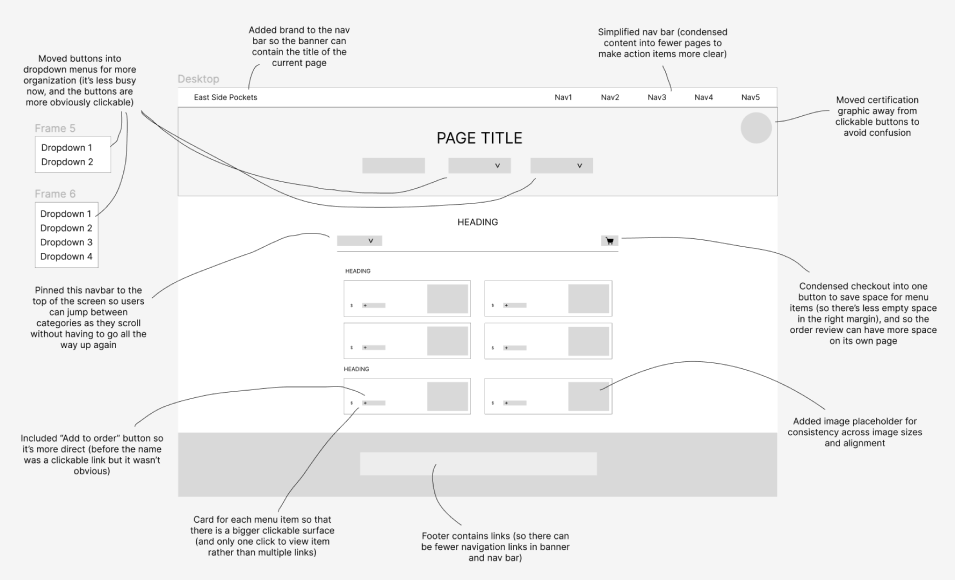 Added brand to the nav
bar so the banner can
contain the title of the
current page
Simplified nav bar (condensed
content into fewer pages to
make action items more clear)
Moved buttons into
dropdown menus for more
organization (it's less busy
now, and the buttons are
more obviously clickable)
Desktop
East Side Pockets
Nav1
Nav2
Nav3
Nav4
Nav5
Moved certification
graphic away from
clickable buttons to
avoid confusion
Frame 5
Dropdown 1
Dropdown 2
PAGE TITLE
Frame 6
Dropdown 1
Dropdown 2
Dropdown 3
Dropdown 4
HEADING
Pinned this navbar to the
top of the screen so users
can jump between
categories as they scroll
without having to go all the
way up again
HEADING
$ +
$ +
$ +
$ +
Condensed checkout into one
button to save space for menu
items (so there's less empty space
in the right margin), and so the
order review can have more space
on its own page
HEADING
$ +
$ +
Included "Add to order" button so
it's more direct (before the name
was a clickable link but it wasn't
obvious)
Added image placeholder for
consistency across image sizes
and alignment
Card for each menu item so that
there is a bigger clickable surface
(and only one click to view item
rather than multiple links)
Footer contains links (so there can
be fewer navigation links in banner
and nav bar)